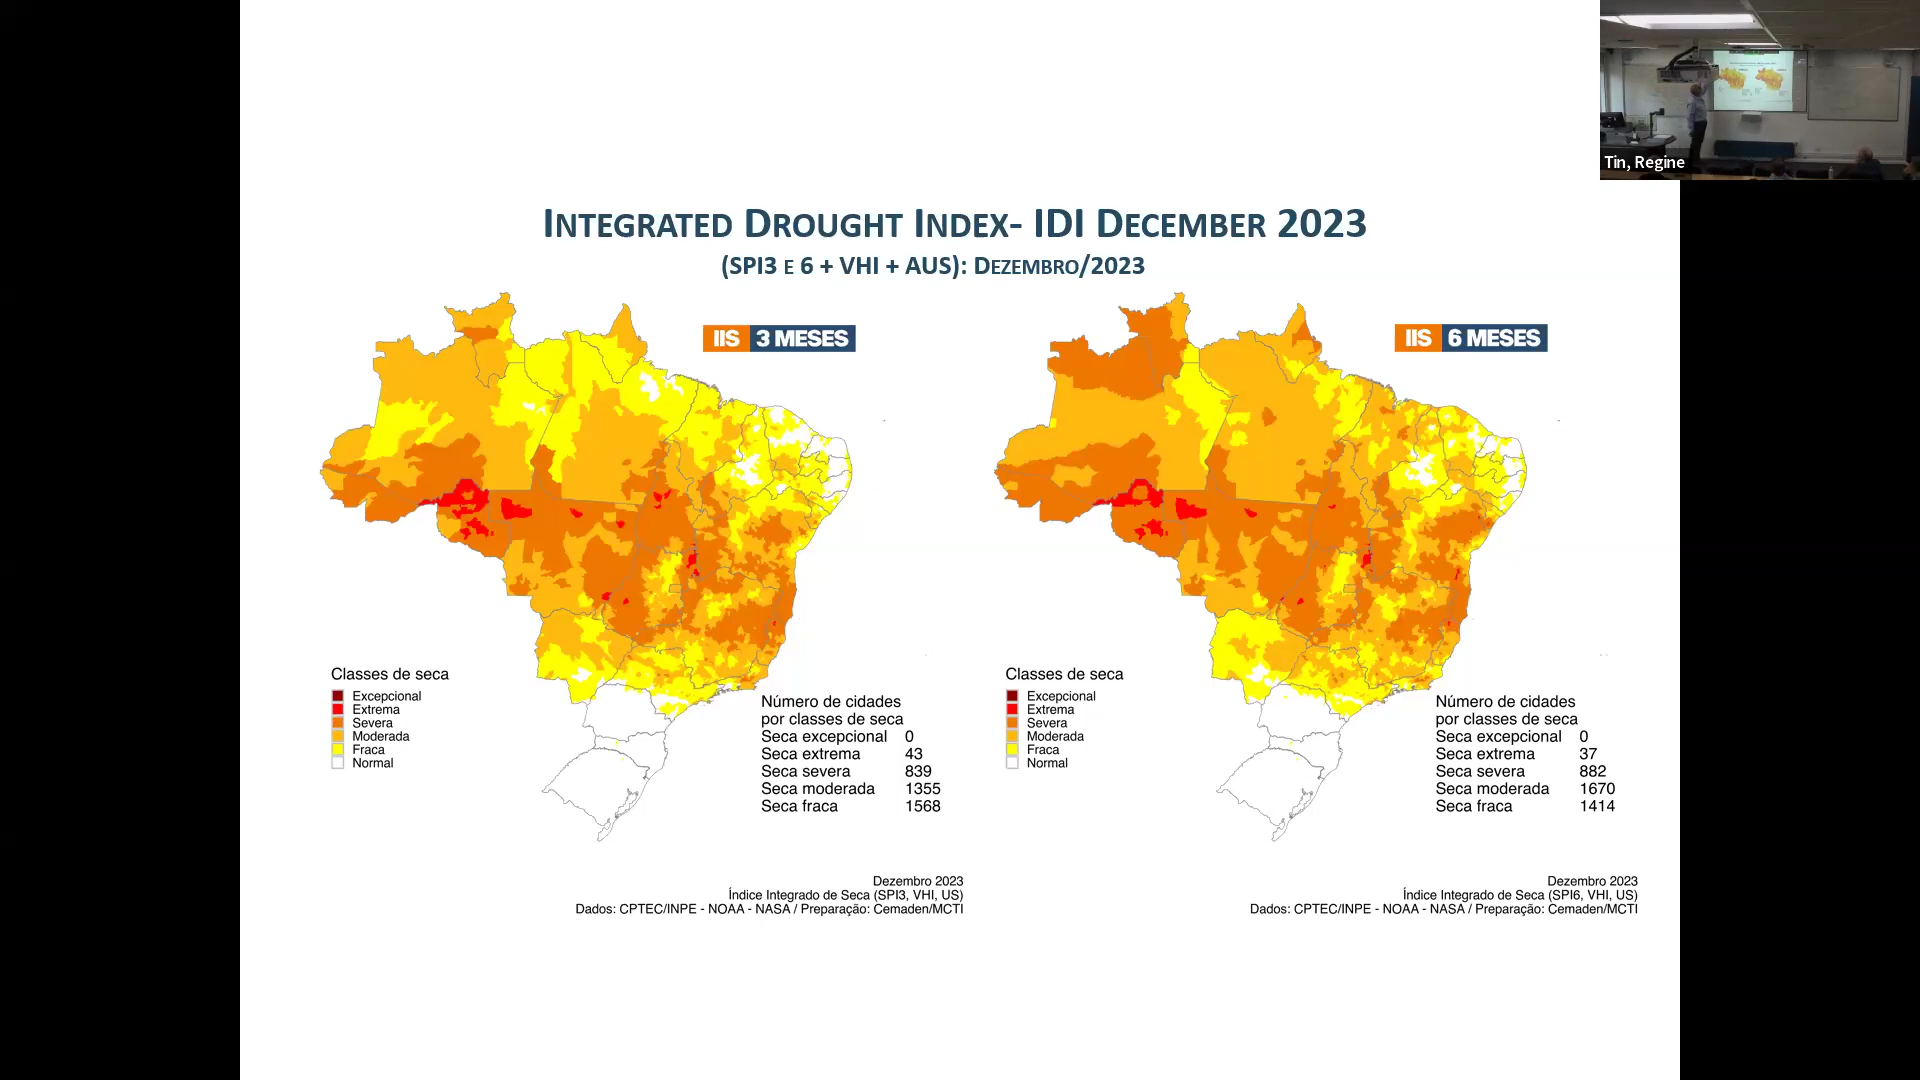 Tin, Regine
INTEGRATED DROUGHT INDEX- IDI DECEMBER 2023
(SPI3 E 6 + VHI + AUS): DEZEMBRO/2023
IIS 3 MESES
Classes de seca
Excepcional
Extrema
Severa
Moderada
Fraca
Normal
Número de cidades
por classes de seca
Seca excepcional 0
Seca extrema 43
Seca severa 839
Seca moderada 1355
Seca fraca 1568
Dezembro 2023
Índice Integrado de Seca (SPI3, VHI, US)
Dados: CPTEC/INPE - NOAA - NASA / Preparação: Cemaden/MCTI
IIS 6 MESES
Classes de seca
Excepcional
Extrema
Severa
Moderada
Fraca
Normal
Número de cidades
por classes de seca
Seca excepcional 0
Seca extrema 37
Seca severa 882
Seca moderada 1670
Seca fraca 1414
Dezembro 2023
Índice Integrado de Seca (SPI6, VHI, US)
Dados: CPTEC/INPE - NOAA - NASA / Preparação: Cemaden/MCTI